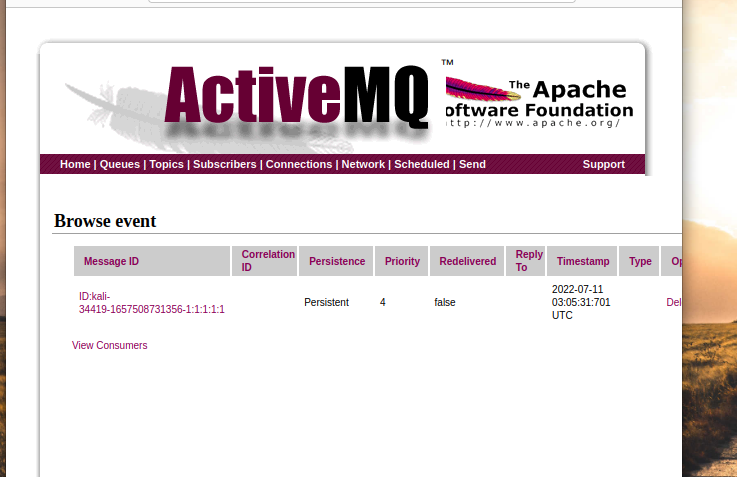 ActiveMQ
™
The Apache
oftware Foundation
http://www.apache.org/
Home | Queues | Topics | Subscribers | Connections | Network | Scheduled | Send
Support
Browse event
Message ID
Correlation
ID
Persistence
Priority
Redelivered
Reply
To
Timestamp
Type
Op
ID:kali-
34419-1657508731356-1:1:1:1:1
Persistent
4
false
2022-07-11
03:05:31:701
UTC
Del
View Consumers